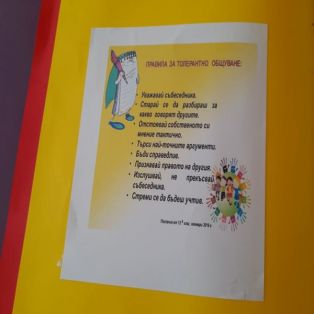 ПРАВИЛА ЗА ТОЛЕРАНТНО ОБЩУВАНЕ:
• Уважавай събеседника.
• Старай се да разбираш за
какво говорят другите.
• Отстоявай собственото си
мнение тактично.
• Търси най-точните аргументи.
• Бъди справедлив.
• Признавай правото на другия.
• Изслушвай, не прекъсвай
събеседника.
• Стреми се да бъдеш учтив.